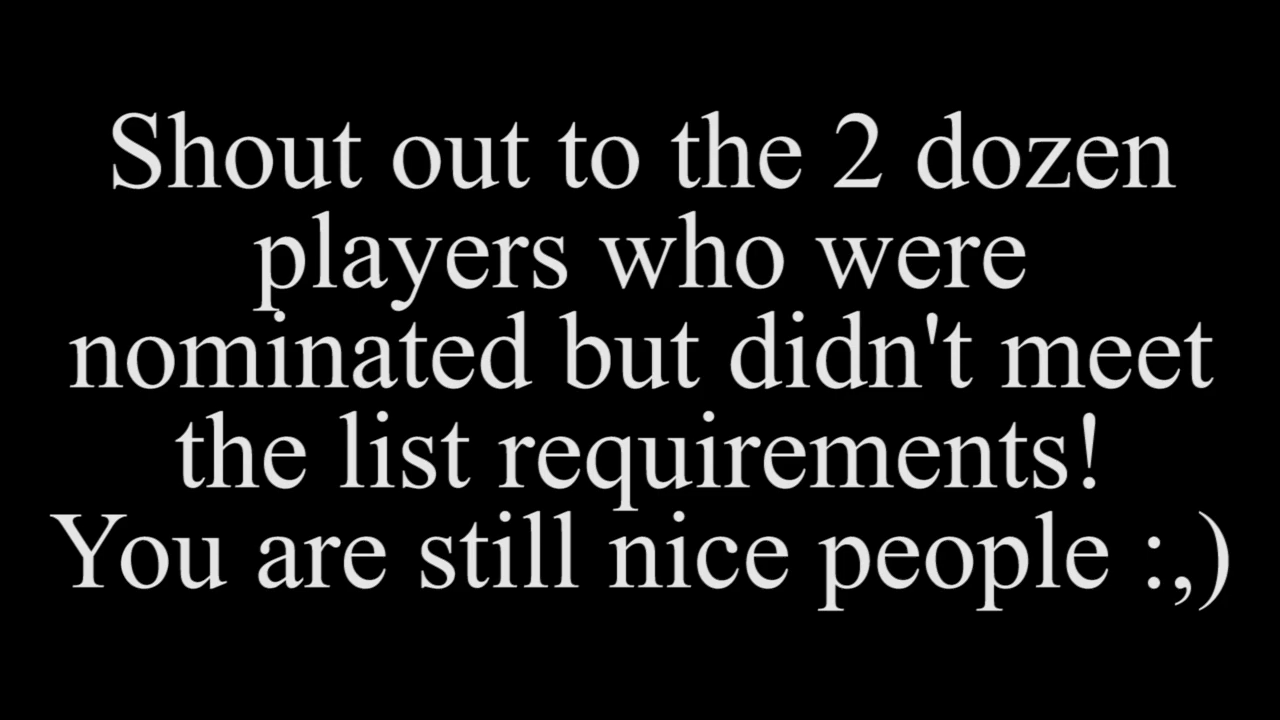 Shout out to the 2 dozen
players who were
nominated but didn't meet
the list requirements!
You are still nice people :,)